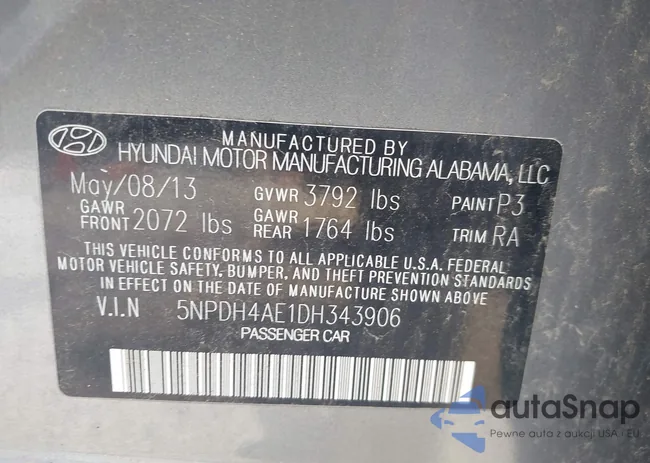 MANUFACTURED BY
HYUNDAI MOTOR MANUFACTURING ALABAMA, LLC
May/08/13 GVWR 3792 lbs PAINT P3
GAWR FRONT 2072 lbs GAWR REAR 1764 lbs TRIM RA
THIS VEHICLE CONFORMS TO ALL APPLICABLE U.S.A. FEDERAL
MOTOR VEHICLE SAFETY, BUMPER, AND THEFT PREVENTION STANDARDS
IN EFFECT ON THE DATE OF MANUFACTURE SHOWN ABOVE.
V.I.N 5NPDH4AE1DH343906
PASSENGER CAR
autoSnap
Pewne auta z aukcji USA i EU